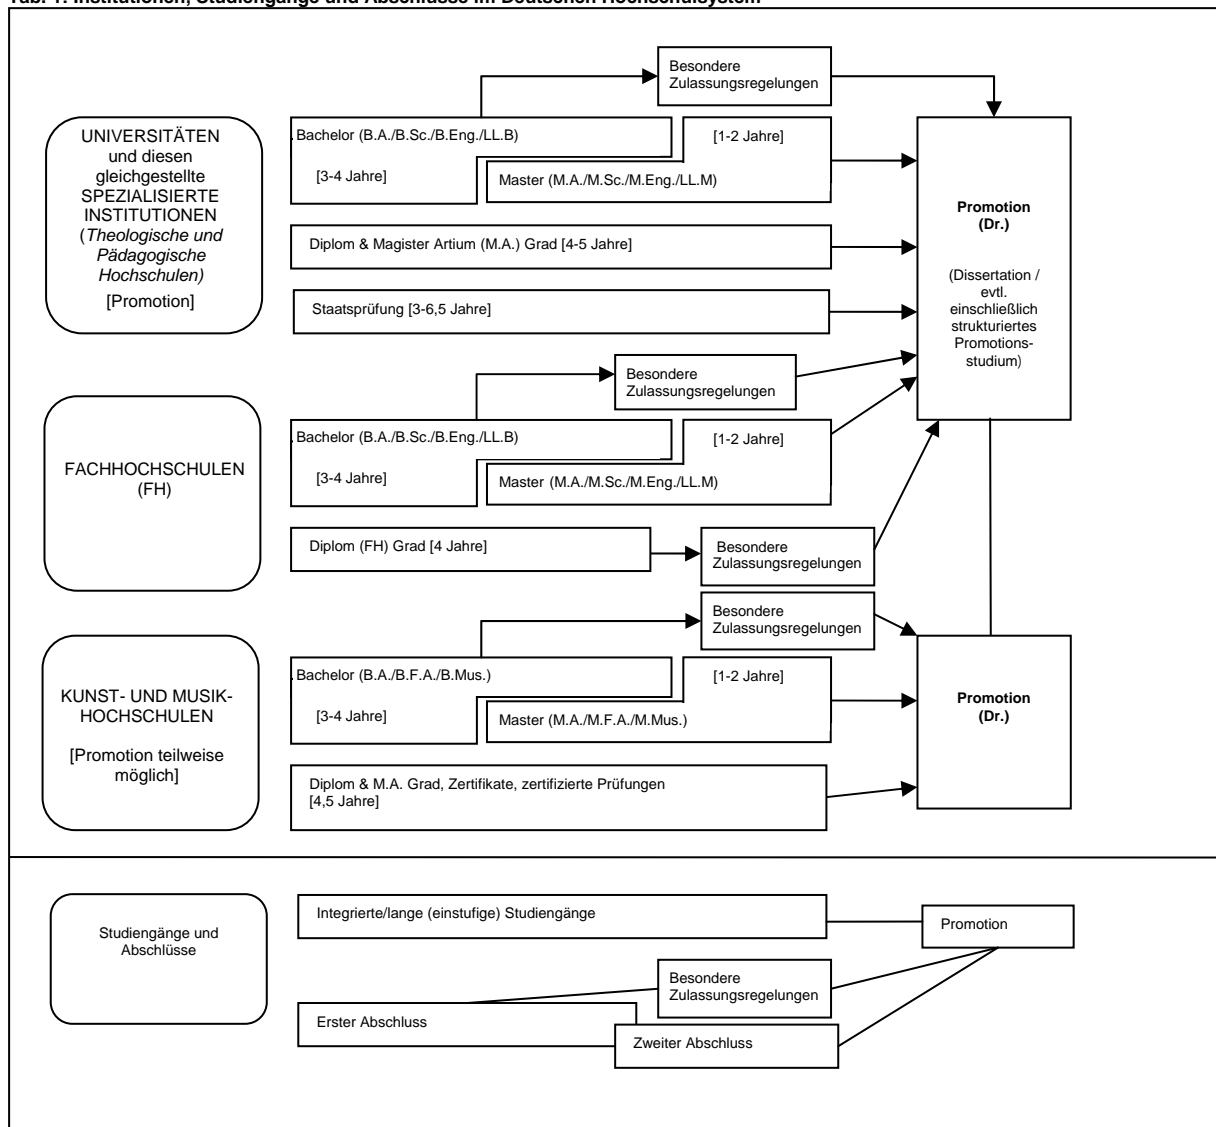 Tab. 1: Institutionen, Studiengänge und Abschlüsse im Deutschen Hochschulsystem
Besondere
Zulassungsregelungen
UNIVERSITÄTEN
und diesen
gleichgestellte
SPEZIALISIERTE
INSTITUTIONEN
(Theologische und
Pädagogische
Hochschulen)
[Promotion]
Bachelor (B.A./B.Sc./B.Eng./LL.B)
[3-4 Jahre]
[1-2 Jahre]
Master (M.A./M.Sc./M.Eng./LL.M)
Diplom & Magister Artium (M.A.) Grad [4-5 Jahre]
Staatsprüfung [3-6,5 Jahre]
Promotion
(Dr.)
(Dissertation /
evtl.
einschließlich
strukturiertes
Promotions-
studium)
Besondere
Zulassungsregelungen
FACHHOCHSCHULEN
(FH)
Bachelor (B.A./B.Sc./B.Eng./LL.B)
[3-4 Jahre]
[1-2 Jahre]
Master (M.A./M.Sc./M.Eng./LL.M)
Diplom (FH) Grad [4 Jahre]
Besondere
Zulassungsregelungen
Besondere
Zulassungsregelungen
KUNST- UND MUSIK-
HOCHSCHULEN
[Promotion teilweise
möglich]
Bachelor (B.A./B.F.A./B.Mus.)
[3-4 Jahre]
[1-2 Jahre]
Master (M.A./M.F.A./M.Mus.)
Diplom & M.A. Grad, Zertifikate, zertifizierte Prüfungen
[4,5 Jahre]
Promotion
(Dr.)
Studiengänge und
Abschlüsse
Integrierte/lange (einstufige) Studiengänge
Promotion
Besondere
Zulassungsregelungen
Erster Abschluss
Zweiter Abschluss